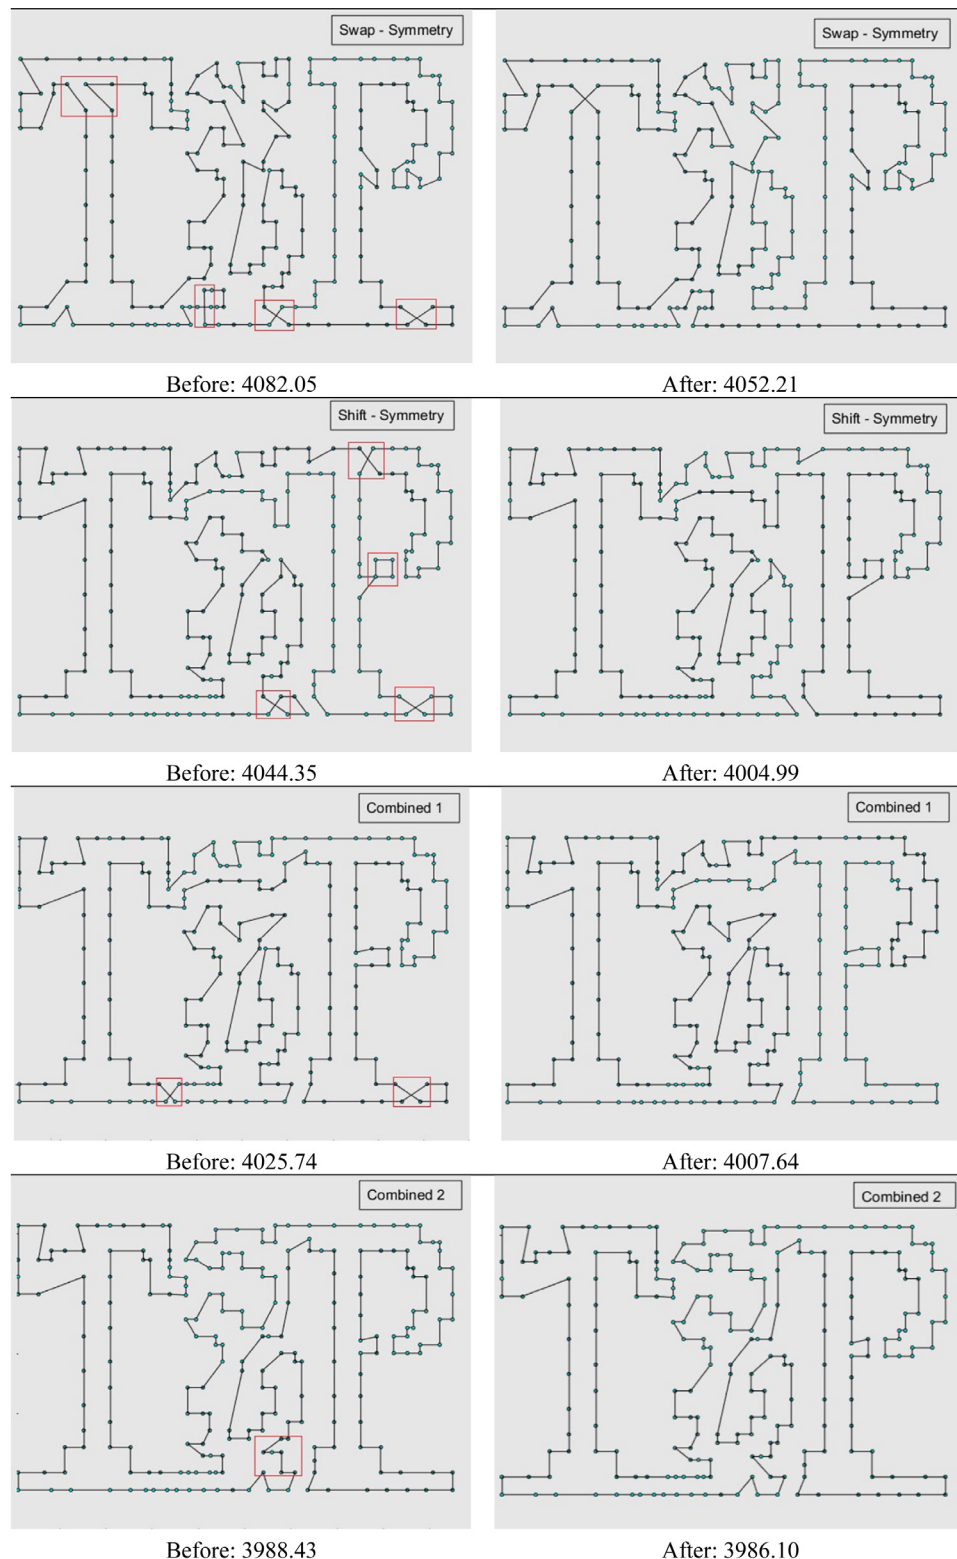 Swap - Symmetry
Swap - Symmetry
Before: 4082.05
After: 4052.21
Shift - Symmetry
Shift - Symmetry
Before: 4044.35
After: 4004.99
Combined 1
Combined 1
Before: 4025.74
After: 4007.64
Combined 2
Combined 2
Before: 3988.43
After: 3986.10